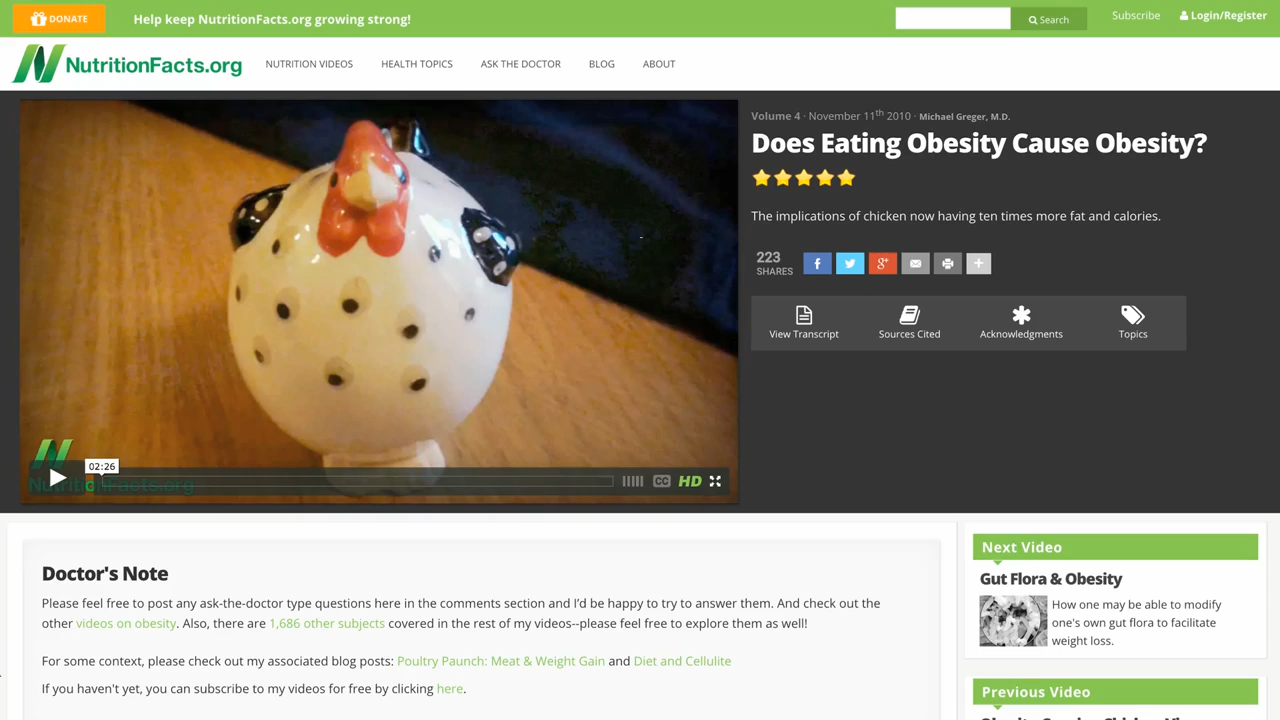 DONATE
Help keep NutritionFacts.org growing strong!
Search
Subscribe
Login/Register
NutritionFacts.org
NUTRITION VIDEOS
HEALTH TOPICS
ASK THE DOCTOR
BLOG
ABOUT
Volume 4 · November 11th 2010 · Michael Greger, M.D.
Does Eating Obesity Cause Obesity?
The implications of chicken now having ten times more fat and calories.
223
SHARES
View Transcript
Sources Cited
Acknowledgments
Topics
02:26
NutritionFacts.org
CC
HD
Doctor's Note
Please feel free to post any ask-the-doctor type questions here in the comments section and I'd be happy to try to answer them. And check out the
other videos on obesity. Also, there are 1,686 other subjects covered in the rest of my videos--please feel free to explore them as well!
For some context, please check out my associated blog posts: Poultry Paunch: Meat & Weight Gain and Diet and Cellulite
If you haven't yet, you can subscribe to my videos for free by clicking here.
Next Video
Gut Flora & Obesity
How one may be able to modify
one's own gut flora to facilitate
weight loss.
Previous Video